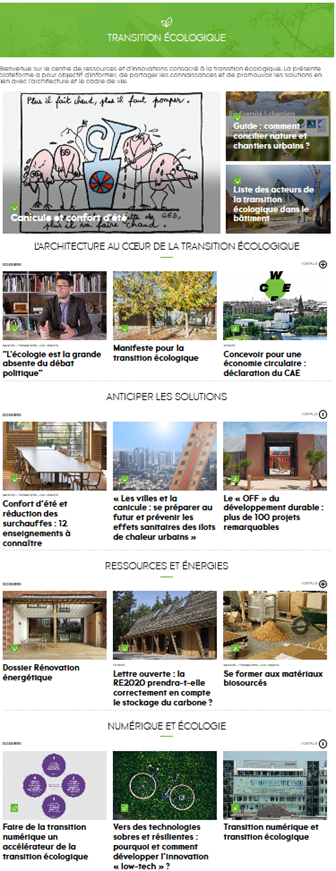 TRANSITION ÉCOLOGIQUE
Bienvenue sur le centre de ressources et d'innovations consacré à la transition écologique. La présente
plateforme a pour objectif d'informer, de partager les connaissances et de promouvoir les solutions en
lien avec l'architecture et le cadre de vie.
Plus il fait chaud, plus il faut pomper.
Canicule et confort d'été
GES,
plus il va faire chaud.
Guide : comment
concilier nature et
chantiers urbains ?
Liste des acteurs de
la transition
écologique dans le
bâtiment
L'ARCHITECTURE AU CŒUR DE LA TRANSITION ÉCOLOGIQUE
DOSSIERS
VOIR PLUS
"L'écologie est la grande
absente du débat
politique"
Manifeste pour la
transition écologique
Concevoir pour une
économie circulaire :
déclaration du CAE
ANTICIPER LES SOLUTIONS
DOSSIERS
VOIR PLUS
Confort d'été et
réduction des
surchauffes : 12
enseignements à
connaître
« Les villes et la
canicule : se préparer au
futur et prévenir les
effets sanitaires des îlots
de chaleur urbains »
Le « OFF » du
développement durable :
plus de 100 projets
remarquables
RESSOURCES ET ÉNERGIES
DOSSIERS
VOIR PLUS
Dossier Rénovation
énergétique
Lettre ouverte : la
RE2020 prendra-t-elle
correctement en compte
le stockage du carbone ?
Se former aux matériaux
biosourcés
NUMÉRIQUE ET ÉCOLOGIE
DOSSIERS
VOIR PLUS
Faire de la transition
numérique un
accélérateur de la
transition écologique
Vers des technologies
sobres et résilientes :
pourquoi et comment
développer l'innovation
« low-tech » ?
Transition numérique et
transition écologique